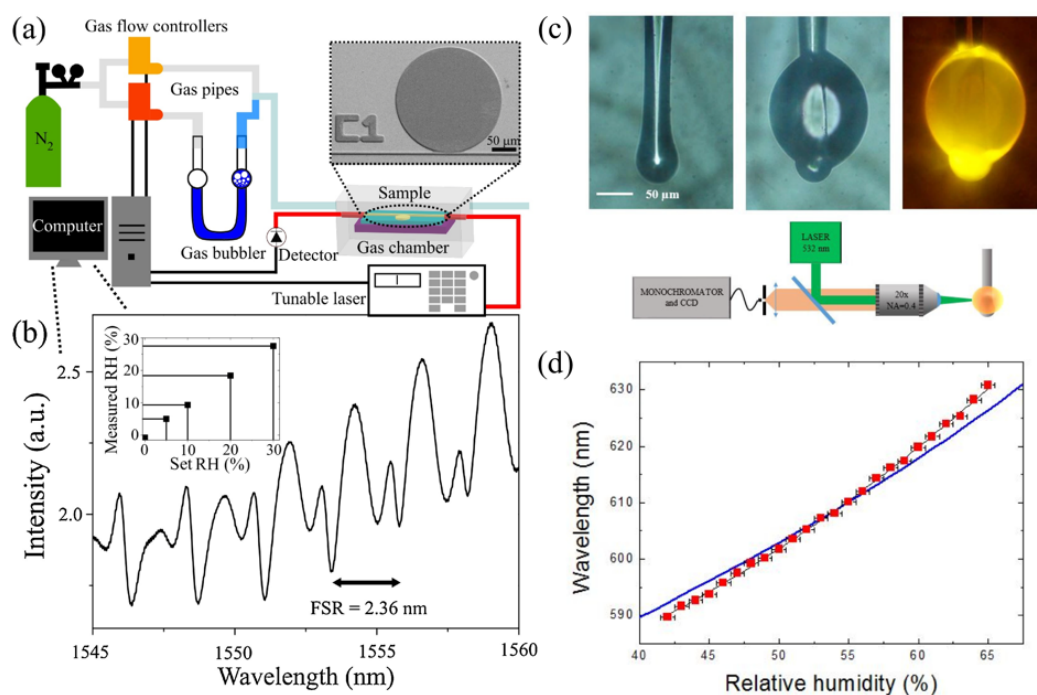 (a)
Gas flow controllers
Gas pipes
N2
Computer
Gas bubbler
Detector
C1
50 μm
Sample
Gas chamber
Tunable laser
(b)
Intensity (a.u.)
2.5
2.0
Measured RH (%)
30
20
10
0
0
10
20
30
Set RH (%)
FSR = 2.36 nm
1545
1550
1555
1560
Wavelength (nm)
(c)
50 μm
LASER
532 nm
MONOCHROMATOR
and CCD
20x
NA=0.4
(d)
Wavelength (nm)
630
620
610
600
590
40
45
50
55
60
65
Relative humidity (%)